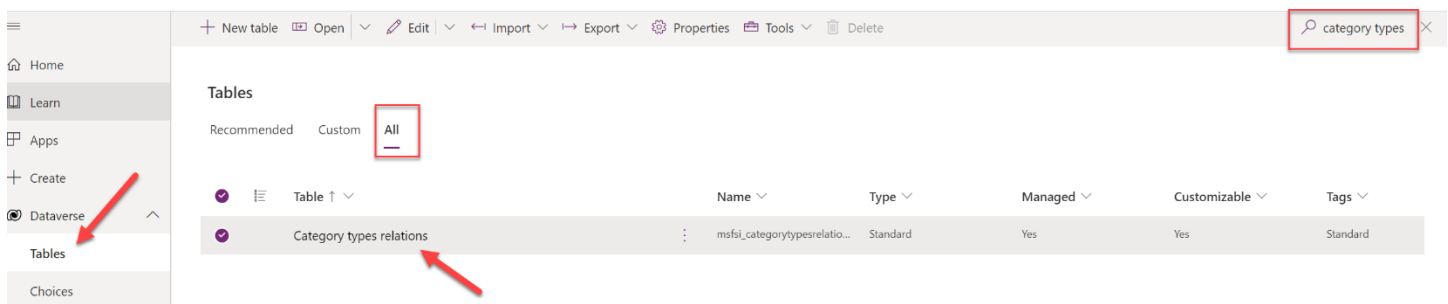 New table Open Edit Import Export Properties Tools Delete category types
Home
Learn
Apps
Create
Dataverse
Tables
Choices
Tables
Recommended Custom All
Table ↑ Name Type Managed Customizable Tags
Category types relations msfsi_categorytypesrelatio... Standard Yes Yes Standard